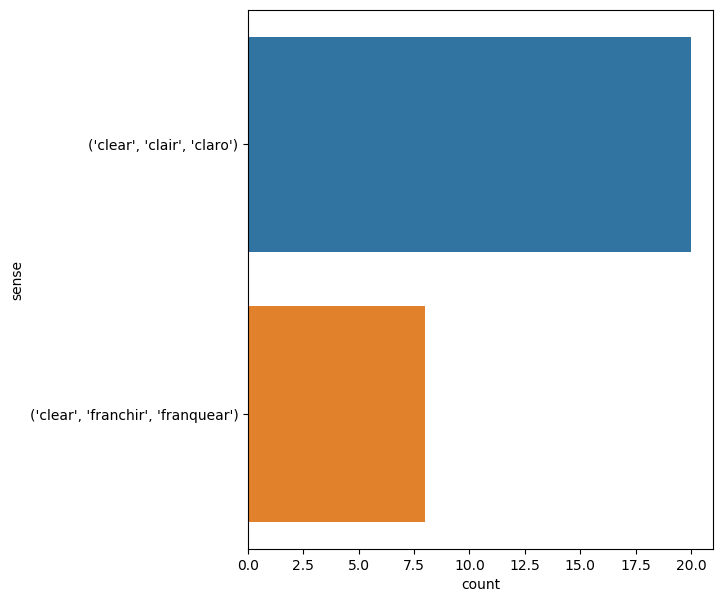 ('clear', 'clair', 'claro')
sense
('clear', 'franchir', 'franquear')
0.0 2.5 5.0 7.5 10.0 12.5 15.0 17.5 20.0
count